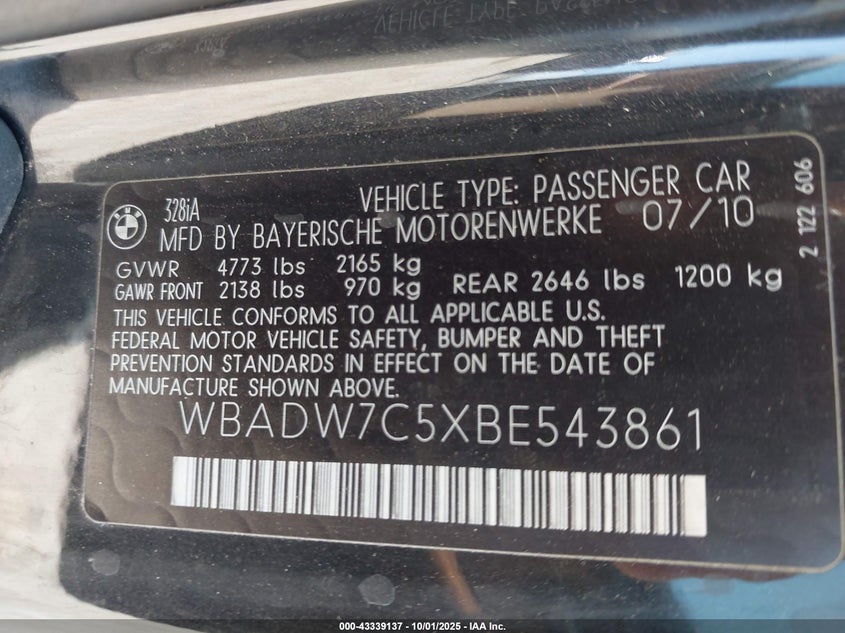 VEHICLE TYPE
BMW
328iA
VEHICLE TYPE: PASSENGER CAR
MFD BY BAYERISCHE MOTORENWERKE 07/10
GVWR 4773 lbs 2165 kg
GAWR FRONT 2138 lbs 970 kg REAR 2646 lbs 1200 kg
THIS VEHICLE CONFORMS TO ALL APPLICABLE U.S.
FEDERAL MOTOR VEHICLE SAFETY, BUMPER AND THEFT
PREVENTION STANDARDS IN EFFECT ON THE DATE OF
MANUFACTURE SHOWN ABOVE.
WBADW7C5XBE543861
2 122 606
000-43339137 - 10/01/2025 - IAA Inc.